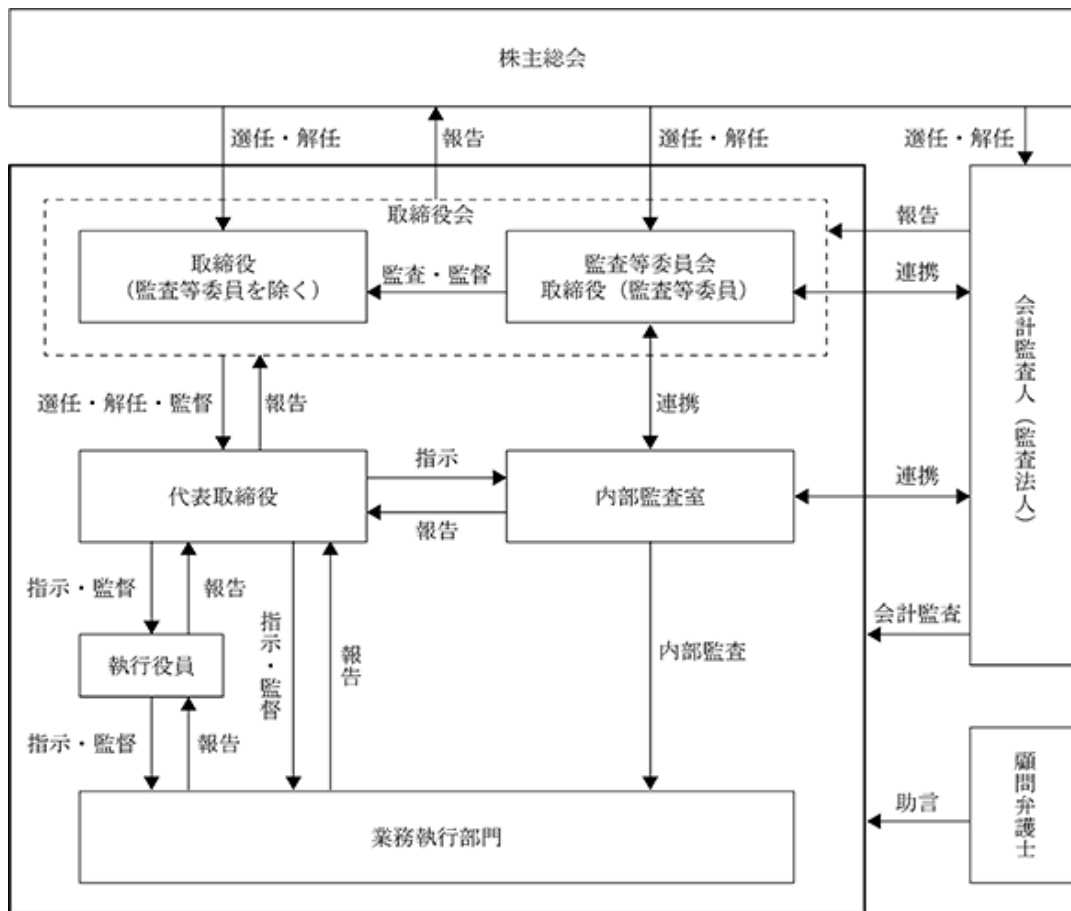 株主総会
選任・解任
報告
選任・解任
選任・解任
取締役会
報告
取締役
(監査等委員を除く)
監査・監督
監査等委員会
取締役(監査等委員)
連携
会計監査人(監査法人)
選任・解任・監督
報告
連携
代表取締役
指示
報告
内部監査室
連携
指示・監督
報告
指示・監督
報告
内部監査
会計監査
執行役員
指示・監督
報告
業務執行部門
助言
顧問弁護士